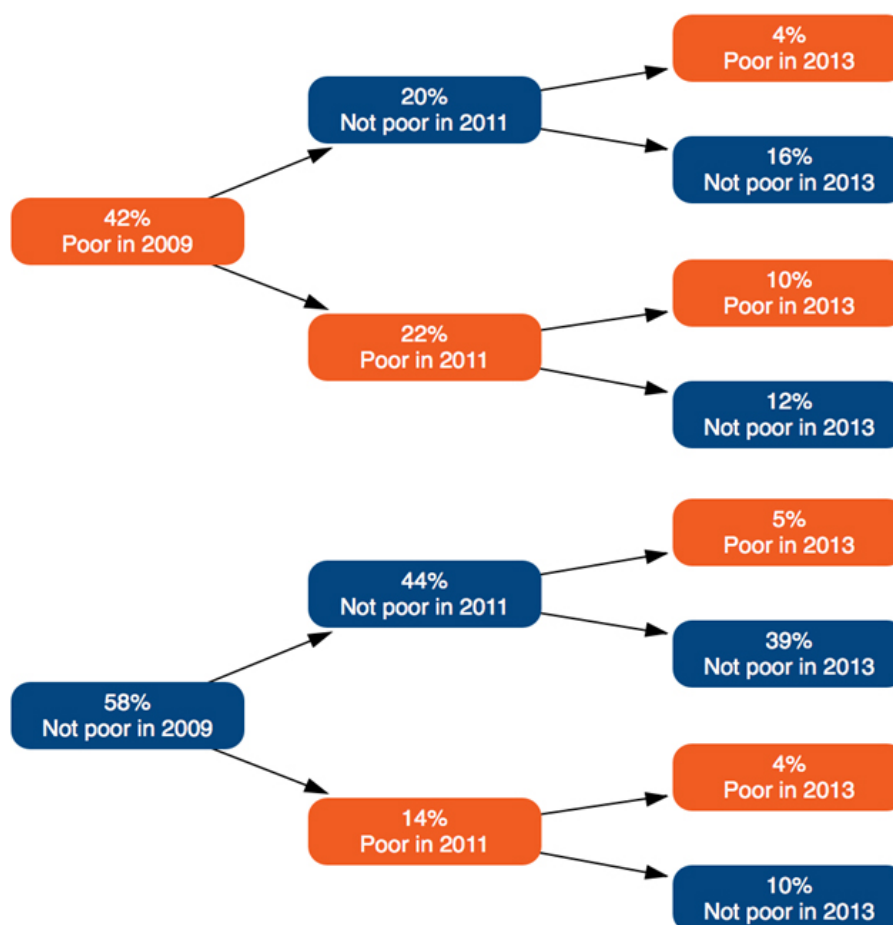 4%
Poor in 2013
20%
Not poor in 2011
16%
Not poor in 2013
42%
Poor in 2009
10%
Poor in 2013
22%
Poor in 2011
12%
Not poor in 2013
5%
Poor in 2013
44%
Not poor in 2011
39%
Not poor in 2013
58%
Not poor in 2009
4%
Poor in 2013
14%
Poor in 2011
10%
Not poor in 2013